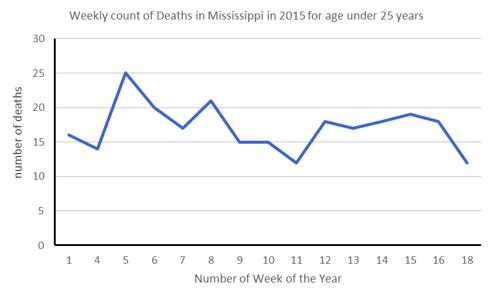 Weekly count of Deaths in Mississippi in 2015 for age under 25 years
30
25
20
15
10
5
0
number of deaths
1 4 5 6 7 8 9 10 11 12 13 14 15 16 18
Number of Week of the Year